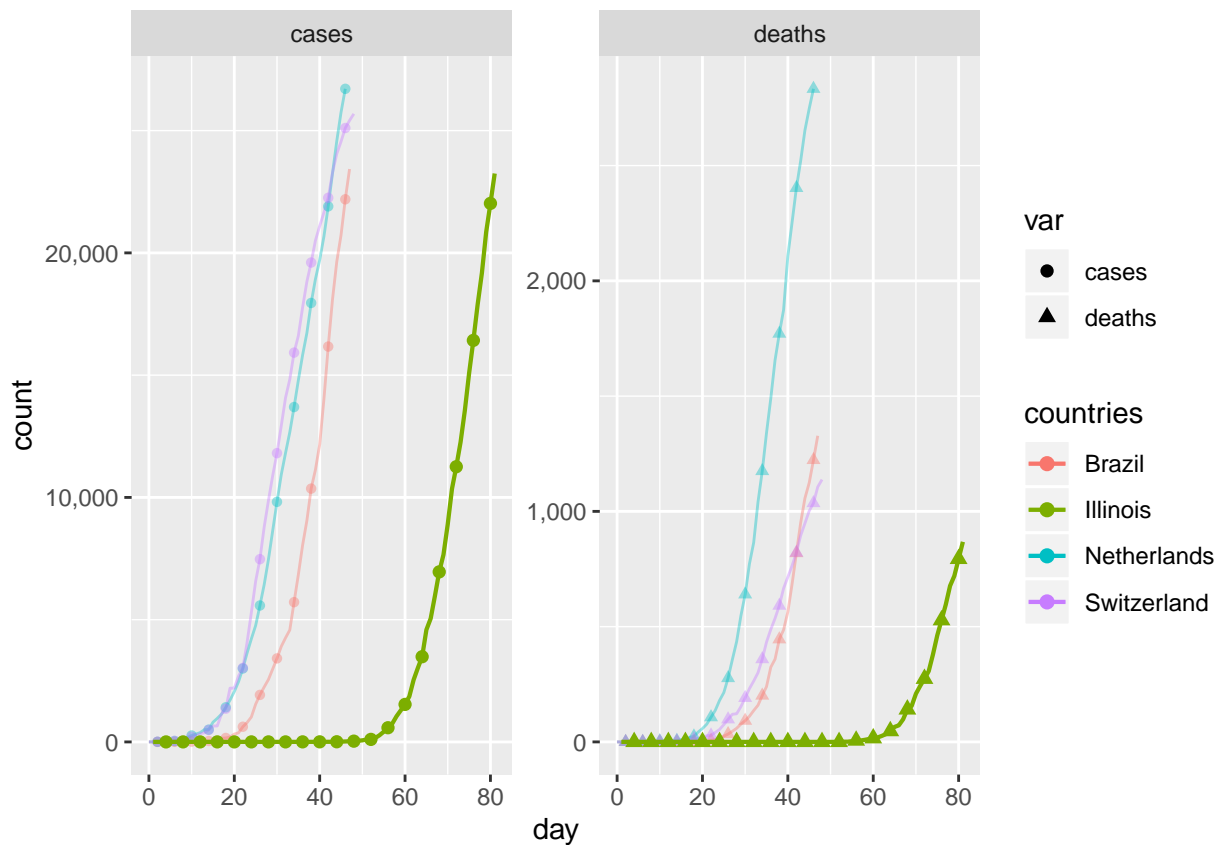 cases
deaths
count
20,000
10,000
0
2,000
1,000
0
0 20 40 60 80
0 20 40 60 80
day
var
cases
deaths
countries
Brazil
Illinois
Netherlands
Switzerland